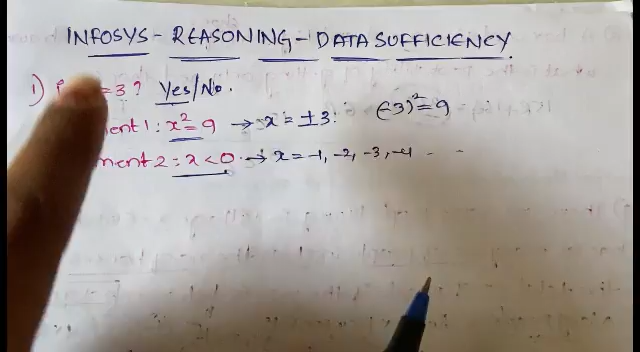 INFOSYS - REASONING - DATA SUFFICIENCY
1) = 3? Yes/No.
ment 1 : x² = 9 → x = ±3. (-3)² = 9
ment 2 : x < 0 → x = -1, -2, -3, -4 - -